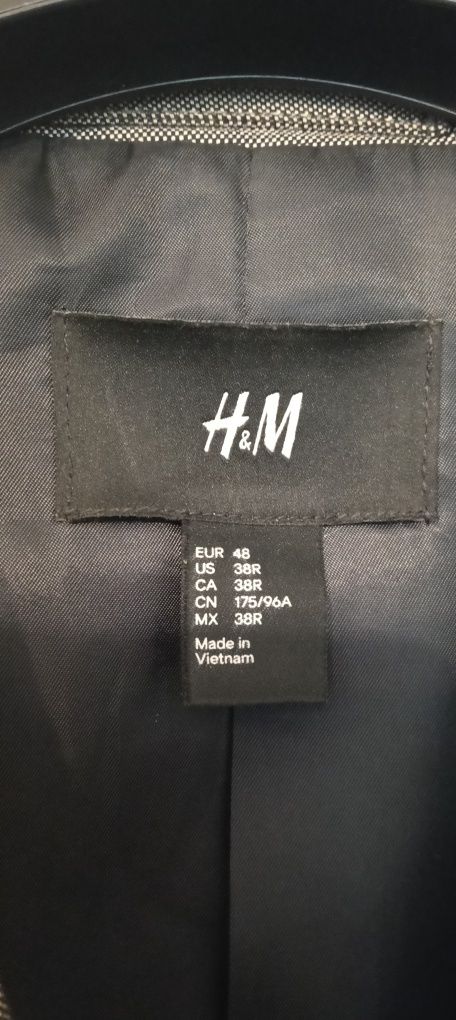 H&M
EUR 48
US 38R
CA 38R
CN 175/96A
MX 38R
Made in
Vietnam